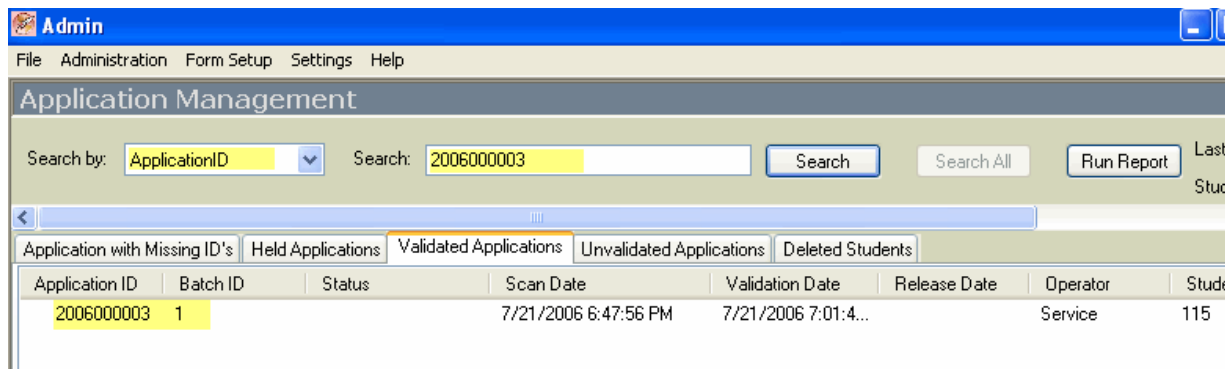 Admin
File Administration Form Setup Settings Help
Application Management
Search by: ApplicationID Search: 2006000003 Search Search All Run Report Last
Stud
Application with Missing ID's Held Applications Validated Applications Unvalidated Applications Deleted Students
Application ID Batch ID Status Scan Date Validation Date Release Date Operator Stude
2006000003 1 7/21/2006 6:47:56 PM 7/21/2006 7:01:4... Service 115